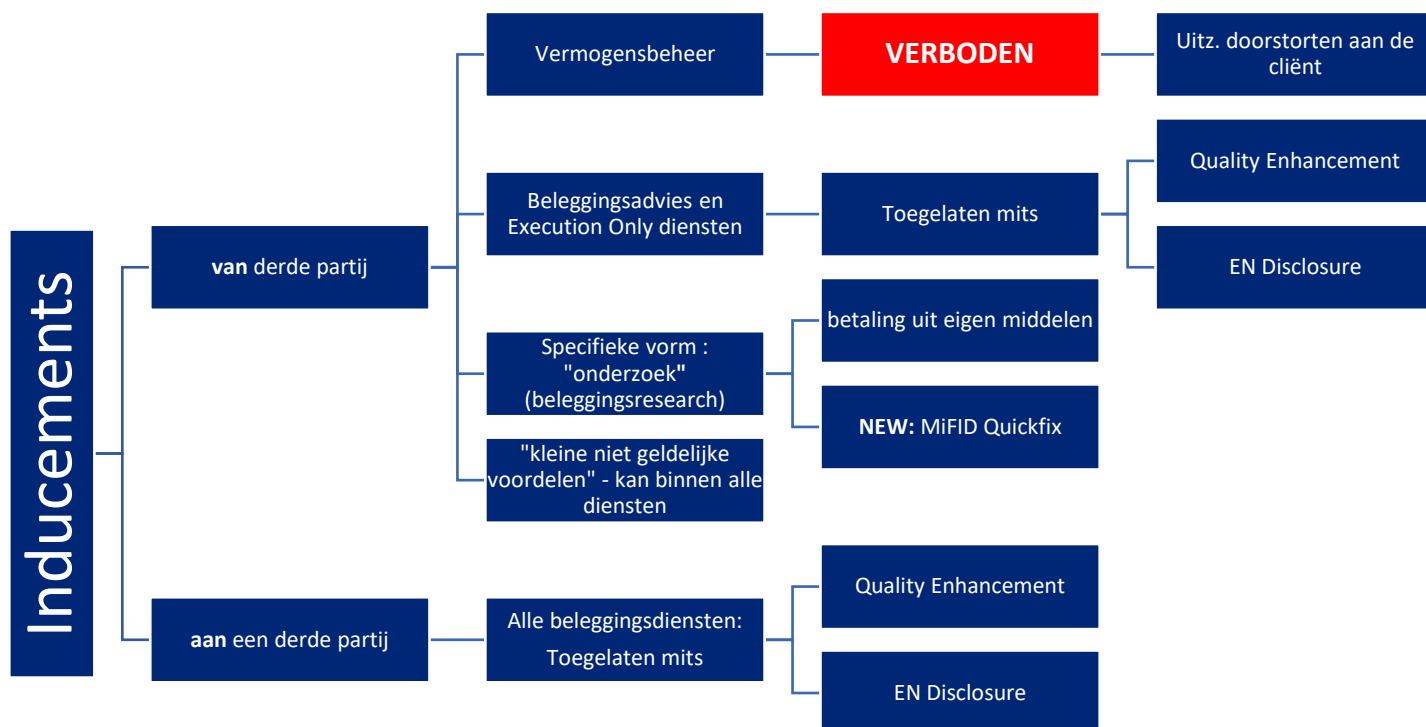 Inducements
van derde partij
Vermogensbeheer
VERBODEN
Uitz. doorstorten aan de
cliënt
Beleggingsadvies en
Execution Only diensten
Toegelaten mits
Quality Enhancement
EN Disclosure
Specifieke vorm :
"onderzoek"
(beleggingsresearch)
betaling uit eigen middelen
NEW: MiFID Quickfix
"kleine niet geldelijke
voordelen" - kan binnen alle
diensten
aan een derde partij
Alle beleggingsdiensten:
Toegelaten mits
Quality Enhancement
EN Disclosure